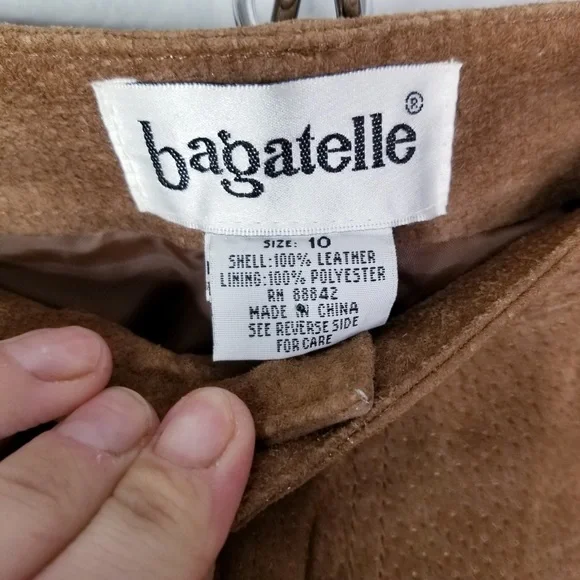 bagatelle®
SIZE: 10
SHELL:100% LEATHER
LINING:100% POLYESTER
RN 88842
MADE IN CHINA
SEE REVERSE SIDE
FOR CARE